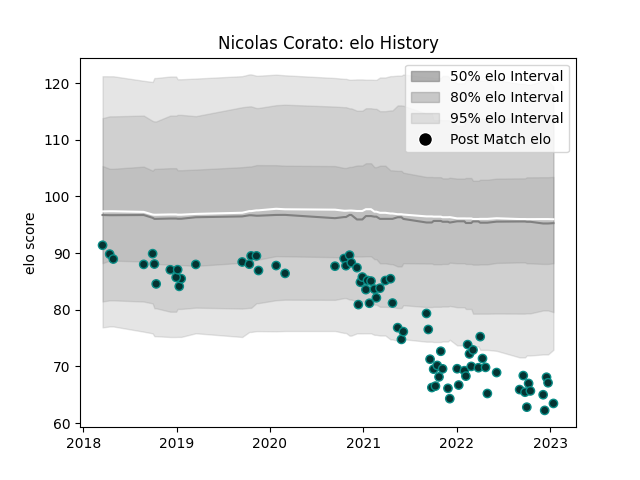 Nicolas Corato: elo History
50% elo Interval
80% elo Interval
95% elo Interval
Post Match elo
elo score
120
110
100
90
80
70
60
2018
2019
2020
2021
2022
2023